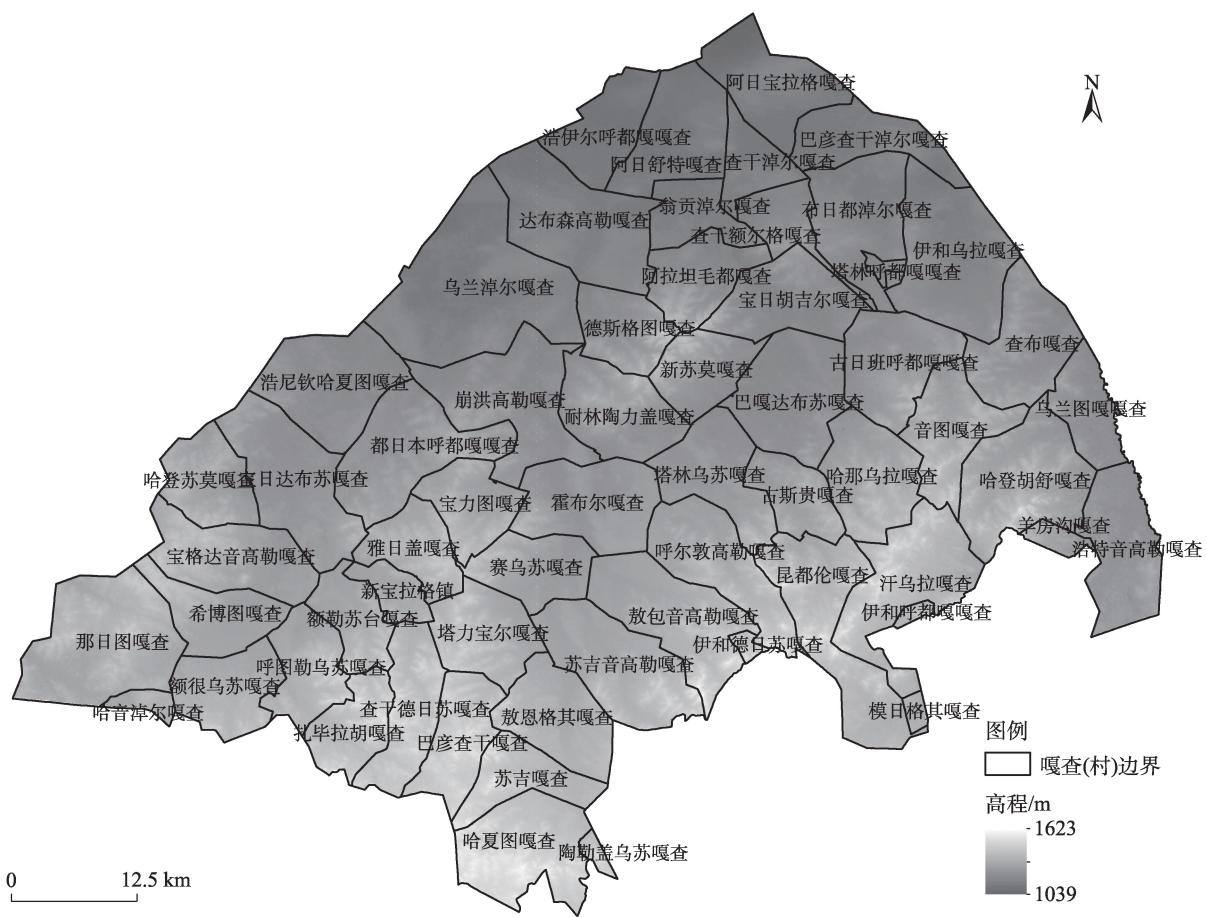 阿日宝拉格嘎查
N
浩伊尔呼都嘎嘎查
巴彦查干淖尔嘎查
阿日舒特嘎查
查干淖尔嘎查
达布森高勒嘎查
翁贡淖尔嘎查
布日都淖尔嘎查
查干额尔格嘎查
伊和乌拉嘎查
阿拉坦毛都嘎查
塔林呼都嘎嘎查
乌兰淖尔嘎查
宝日胡吉尔嘎查
德斯格图嘎查
查布嘎查
新苏莫嘎查
古日班呼都嘎嘎查
浩尼钦哈夏图嘎查
崩洪高勒嘎查
巴嘎达布苏嘎查
耐林陶力盖嘎查
乌兰图嘎嘎查
音图嘎查
都日本呼都嘎嘎查
哈登苏莫嘎查
日达布苏嘎查
塔林乌苏嘎查
哈那乌拉嘎查
哈登胡舒嘎查
宝力图嘎查
霍布尔嘎查
古斯贵嘎查
羊房沟嘎查
宝格达音高勒嘎查
雅日盖嘎查
呼尔敦高勒嘎查
浩特音高勒嘎查
赛乌苏嘎查
昆都伦嘎查
汗乌拉嘎查
新宝拉格镇
希博图嘎查
额勒苏台嘎查
敖包音高勒嘎查
伊和呼都嘎嘎查
那日图嘎查
塔力宝尔嘎查
伊和德日苏嘎查
呼图勒乌苏嘎查
苏吉音高勒嘎查
额很乌苏嘎查
哈音淖尔嘎查
查干德日苏嘎查
敖恩格其嘎查
模日格其嘎查
扎毕拉胡嘎查
巴彦查干嘎查
图例
嘎查(村)边界
苏吉嘎查
高程/m
1623
1039
哈夏图嘎查
陶勒盖乌苏嘎查
0 12.5 km